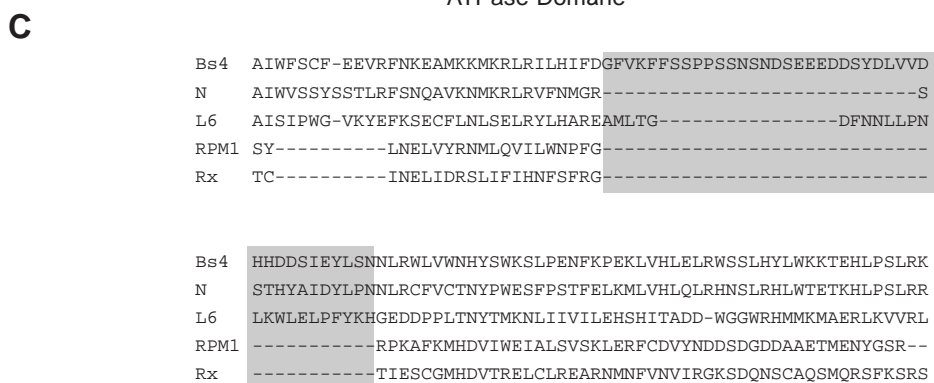 ATPase Domäne
C
Bs4 AIWFSCF-EEVRFNKEAMKKMKRLRILHIFDGFVKFFSSPPSSNSNDSEEEDDSYDLVVD
N AIWVSSYSSTLRFSNQAVKNMKRLRVFNMGR-----------------------------S
L6 AISIPWG-VKYEFKSECFLNLSELRYLHAREAMLTG----------------DFNNLLPN
RPM1 SY----------LNELVYRNMLQVILWNPFG------------------------------
Rx TC----------INELIDRSLIFIHNFSFRG------------------------------
Bs4 HHDDSIEYLSNNLRWLVWNHYSWKSLPENFKPEKLVHLELRWSSLHYLWKKTEHLPSLRK
N STHYAIDYLPNNLRCFVCTNYPWESFPSTFELKMLVHLQLRHNSLRHLWTETKHLPSLRR
L6 LKWLELPFYKHGEDDPPLTNYTMKNLIIVILEHSHITADD-WGGWRHMMKMAERLKVVRL
RPM1 -----------RPKAFKMHDVIWEIALSVSKLERFCDVYNDDSDGDDAAETMENYGSR--
Rx -----------TIESCGMHDVTRELCLREARNMNFVNVIRGKSDQNSCAQSMQRSFKSRS